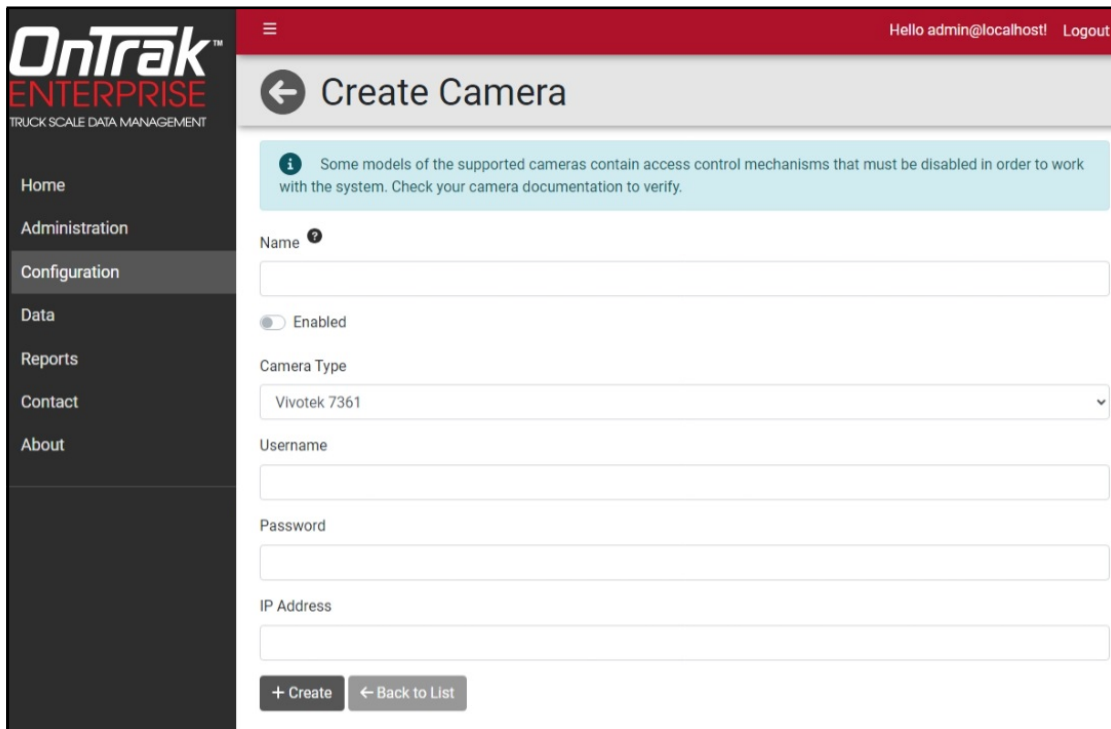 OnTrak™
ENTERPRISE
TRUCK SCALE DATA MANAGEMENT
Home
Administration
Configuration
Data
Reports
Contact
About
Hello admin@localhost! Logout
Create Camera
Some models of the supported cameras contain access control mechanisms that must be disabled in order to work
with the system. Check your camera documentation to verify.
Name
Enabled
Camera Type
Vivotek 7361
Username
Password
IP Address
+ Create
← Back to List